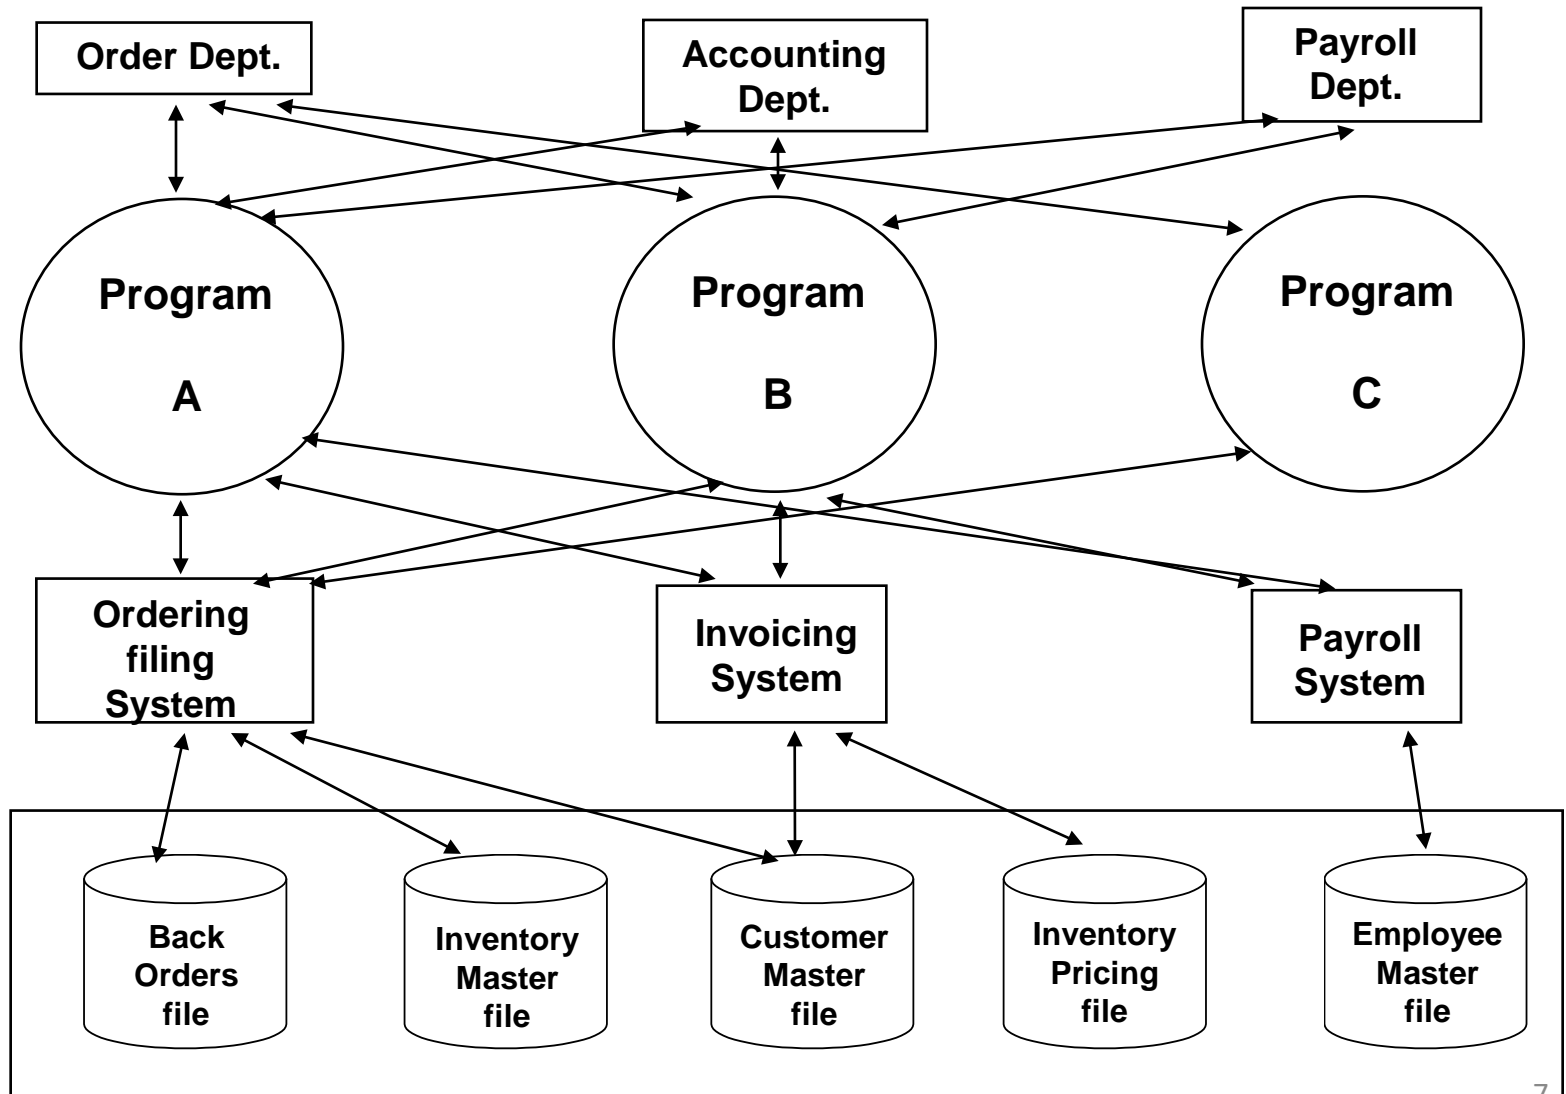 Order Dept.
Accounting
Dept.
Payroll
Dept.
Program
A
Program
B
Program
C
Ordering
filing
System
Invoicing
System
Payroll
System
Back
Orders
file
Inventory
Master
file
Customer
Master
file
Inventory
Pricing
file
Employee
Master
file
7